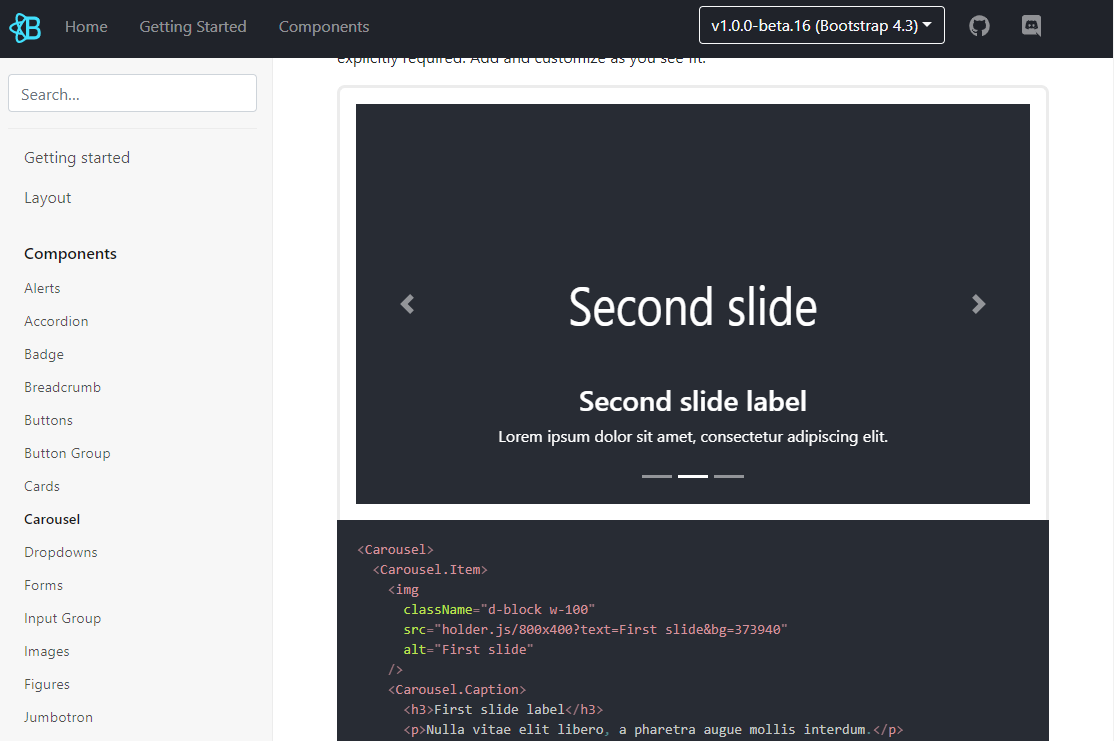 Home Getting Started Components v1.0.0-beta.16 (Bootstrap 4.3)
explicitly required. Add and customize as you see fit.
Search...
Getting started
Layout
Components
Alerts
Accordion
Badge
Breadcrumb
Buttons
Button Group
Cards
Carousel
Dropdowns
Forms
Input Group
Images
Figures
Jumbotron
Second slide
Second slide label
Lorem ipsum dolor sit amet, consectetur adipiscing elit.
<Carousel>
<Carousel.Item>
<img
className="d-block w-100"
src="holder.js/800x400?text=First slide&bg=373940"
alt="First slide"
/>
<Carousel.Caption>
<h3>First slide label</h3>
<p>Nulla vitae elit libero, a pharetra augue mollis interdum.</p>